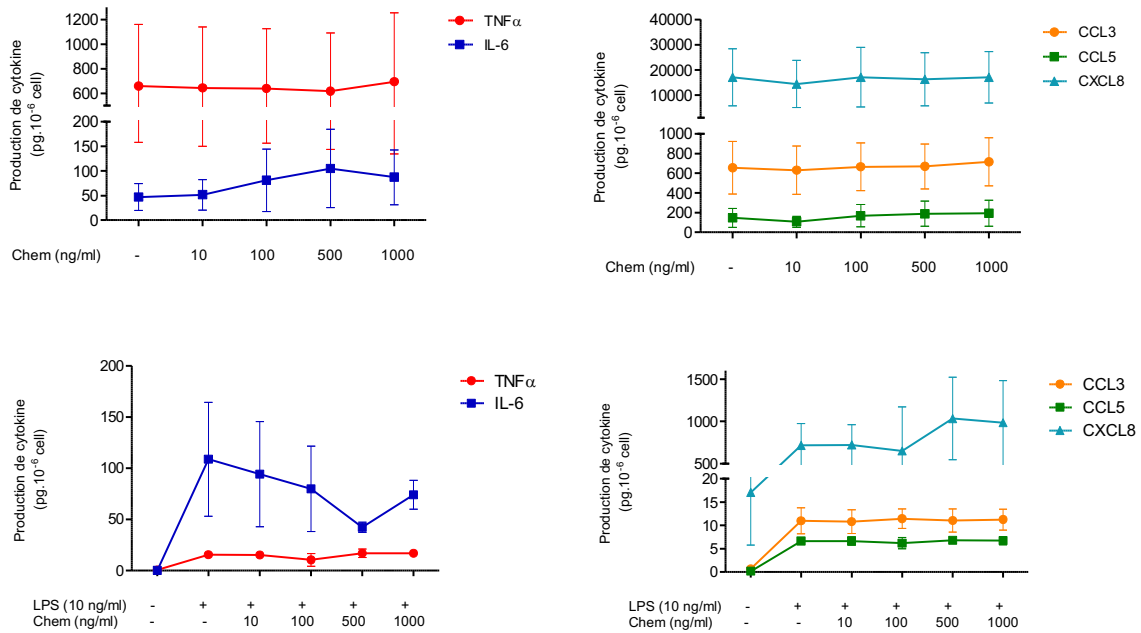 1200
1000
800
600
200
150
100
50
0
Production de cytokine
(pg.10⁻⁶ cell)
TNFα
IL-6
Chem (ng/ml) - 10 100 500 1000
40000
30000
20000
10000
1000
800
600
400
200
0
Production de cytokine
(pg.10⁻⁶ cell)
CCL3
CCL5
CXCL8
Chem (ng/ml) - 10 100 500 1000
200
150
100
50
0
Production de cytokine
(pg.10⁻⁶ cell)
TNFα
IL-6
LPS (10 ng/ml) - + + + + +
Chem (ng/ml) - - 10 100 500 1000
1500
1000
500
20
15
10
5
0
Production de cytokine
(pg.10⁻⁶ cell)
CCL3
CCL5
CXCL8
LPS (10 ng/ml) - + + + + +
Chem (ng/ml) - - 10 100 500 1000